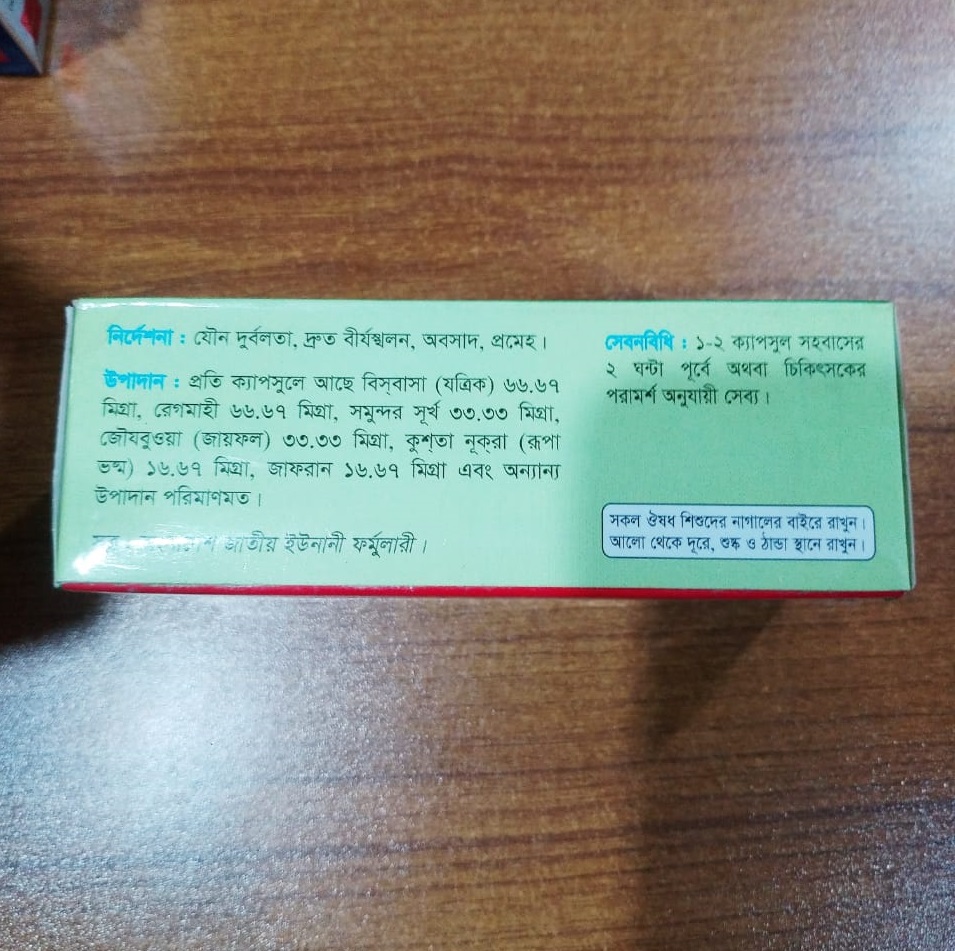 নির্দেশনা : যৌন দুর্বলতা, দ্রুত বীর্যস্খলন, অবসাদ, প্রমেহ।
উপাদান : প্রতি ক্যাপসুলে আছে বিস্‌বাসা (যত্রিক) ৬৬.৬৭
মিগ্রা, রেগমাহী ৬৬.৬৭ মিগ্রা, সমুন্দর সূর্খ ৩৩.৩৩ মিগ্রা,
জৌযবুওয়া (জায়ফল) ৩৩.৩৩ মিগ্রা, কুশ্‌তা নূক্‌রা (রূপা
ভষ্ম) ১৬.৬৭ মিগ্রা, জাফরান ১৬.৬৭ মিগ্রা এবং অন্যান্য
উপাদান পরিমাণমত।
জাতীয় ইউনানী ফর্মুলারী।
সেবনবিধি : ১-২ ক্যাপসুল সহবাসের
২ ঘন্টা পূর্বে অথবা চিকিৎসকের
পরামর্শ অনুযায়ী সেব্য।
সকল ঔষধ শিশুদের নাগালের বাইরে রাখুন।
আলো থেকে দূরে, শুষ্ক ও ঠান্ডা স্থানে রাখুন।